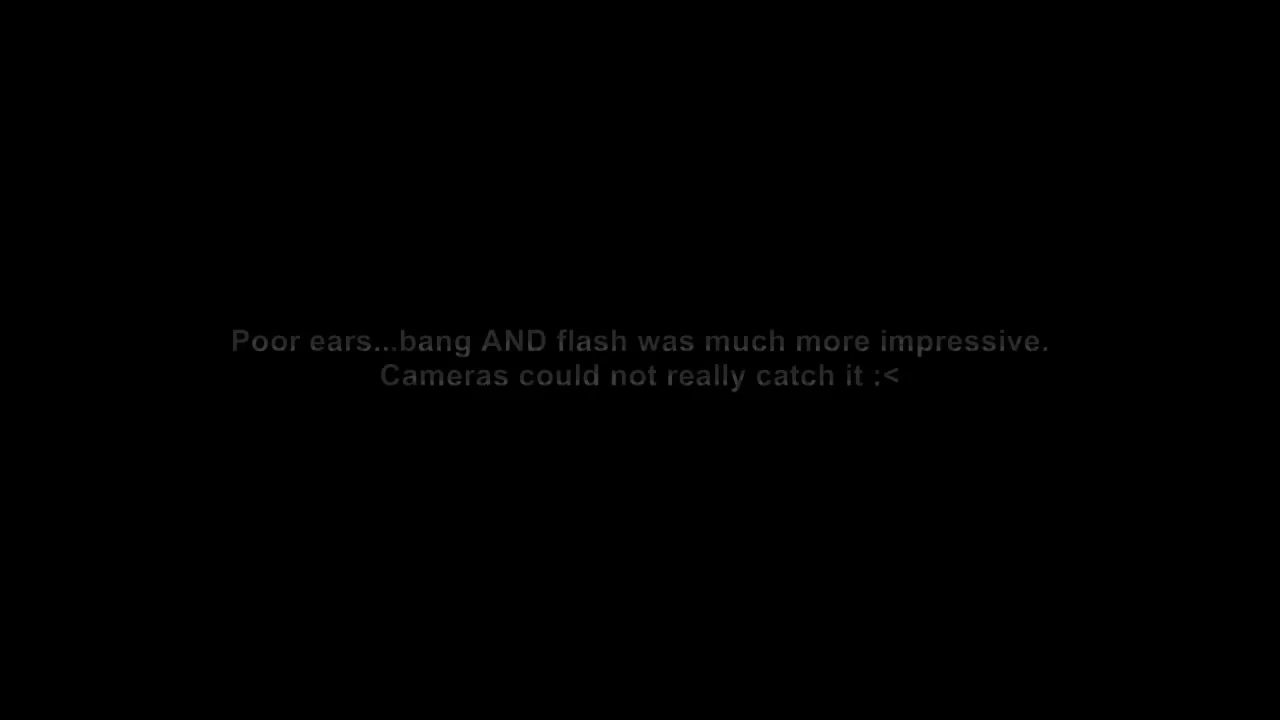 Poor ears...bang AND flash was much more impressive.
Cameras could not really catch it :<